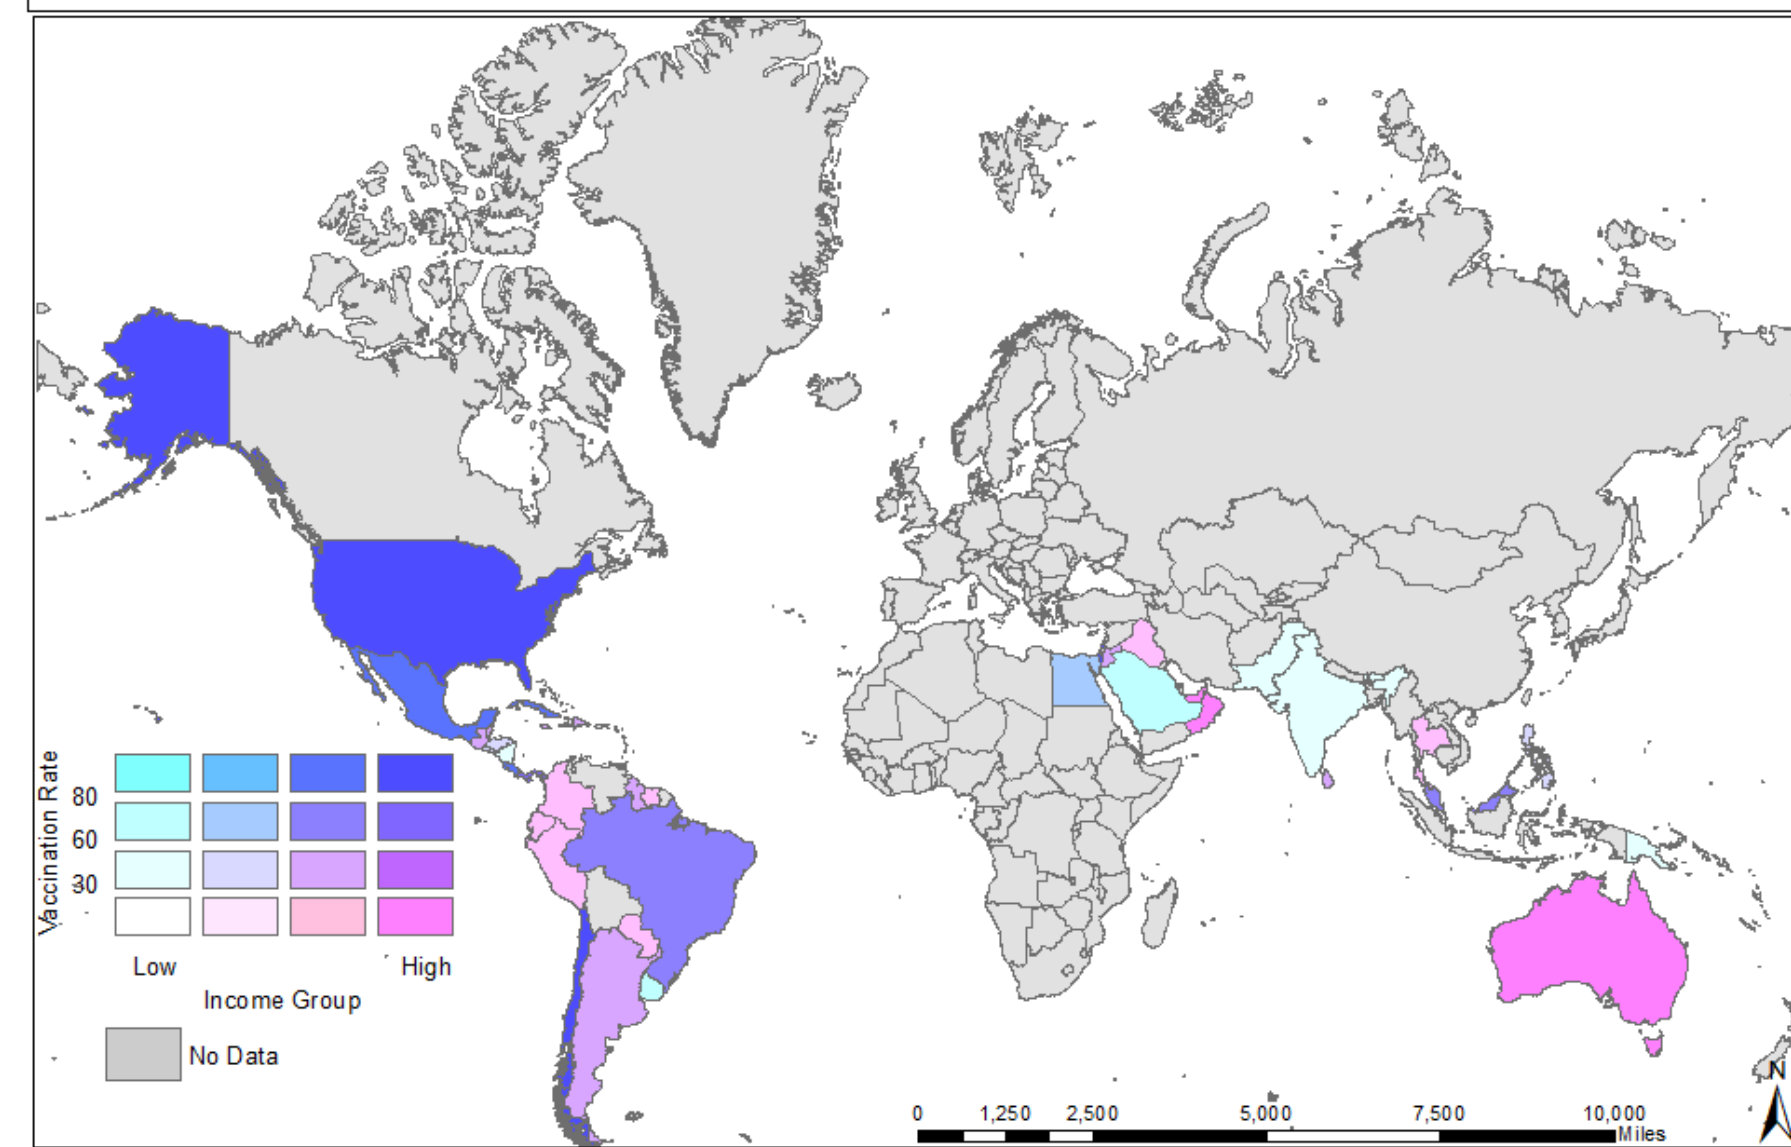 Vaccination Rate
80
60
30
Low High
Income Group
No Data
N
0 1,250 2,500 5,000 7,500 10,000
Miles